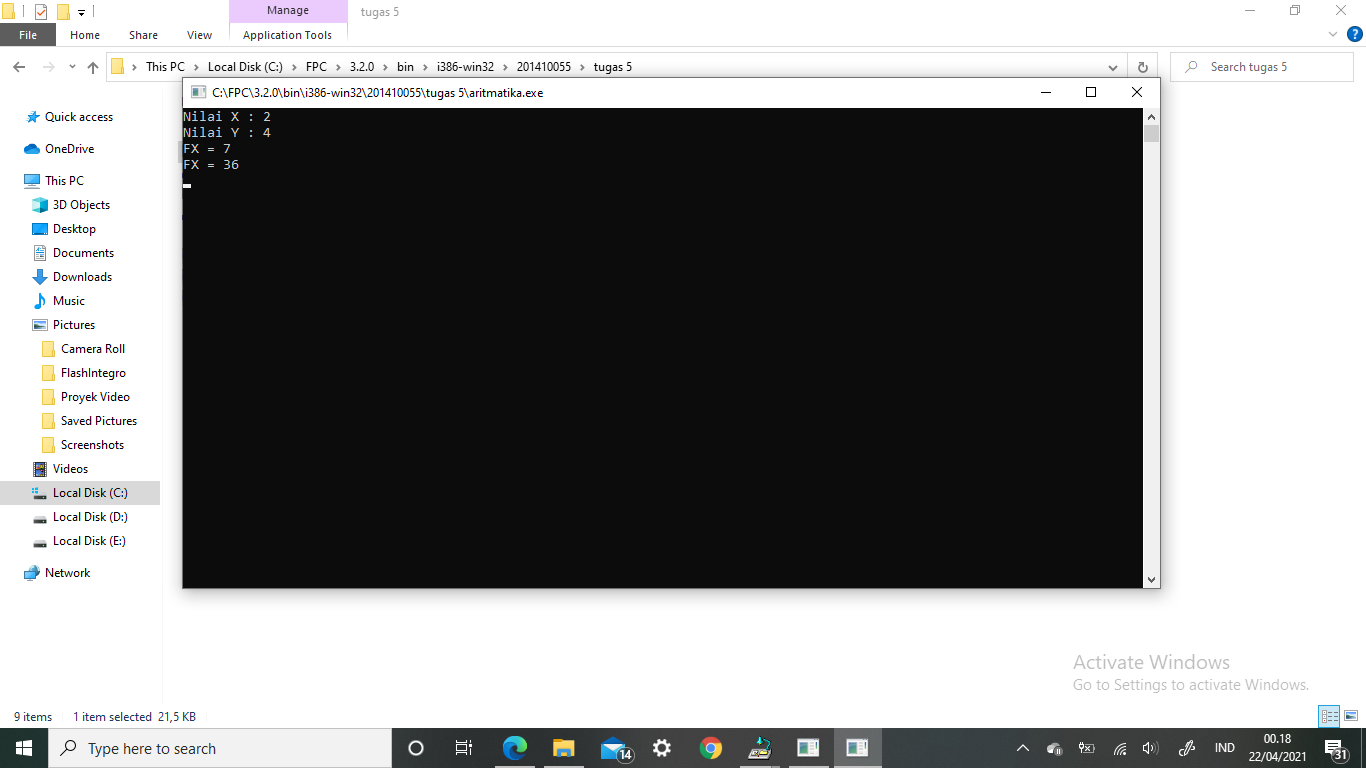 Manage
tugas 5
File
Home
Share
View
Application Tools
This PC
Local Disk (C:)
FPC
3.2.0
bin
i386-win32
201410055
tugas 5
Search tugas 5
C:\FPC\3.2.0\bin\i386-win32\201410055\tugas 5\aritmatika.exe
Nilai X : 2
Nilai Y : 4
FX = 7
FX = 36
Quick access
OneDrive
This PC
3D Objects
Desktop
Documents
Downloads
Music
Pictures
Camera Roll
FlashIntegro
Proyek Video
Saved Pictures
Screenshots
Videos
Local Disk (C:)
Local Disk (D:)
Local Disk (E:)
Network
Activate Windows
Go to Settings to activate Windows.
9 items
1 item selected 21,5 KB
Type here to search
14
IND
00.18
22/04/2021
31